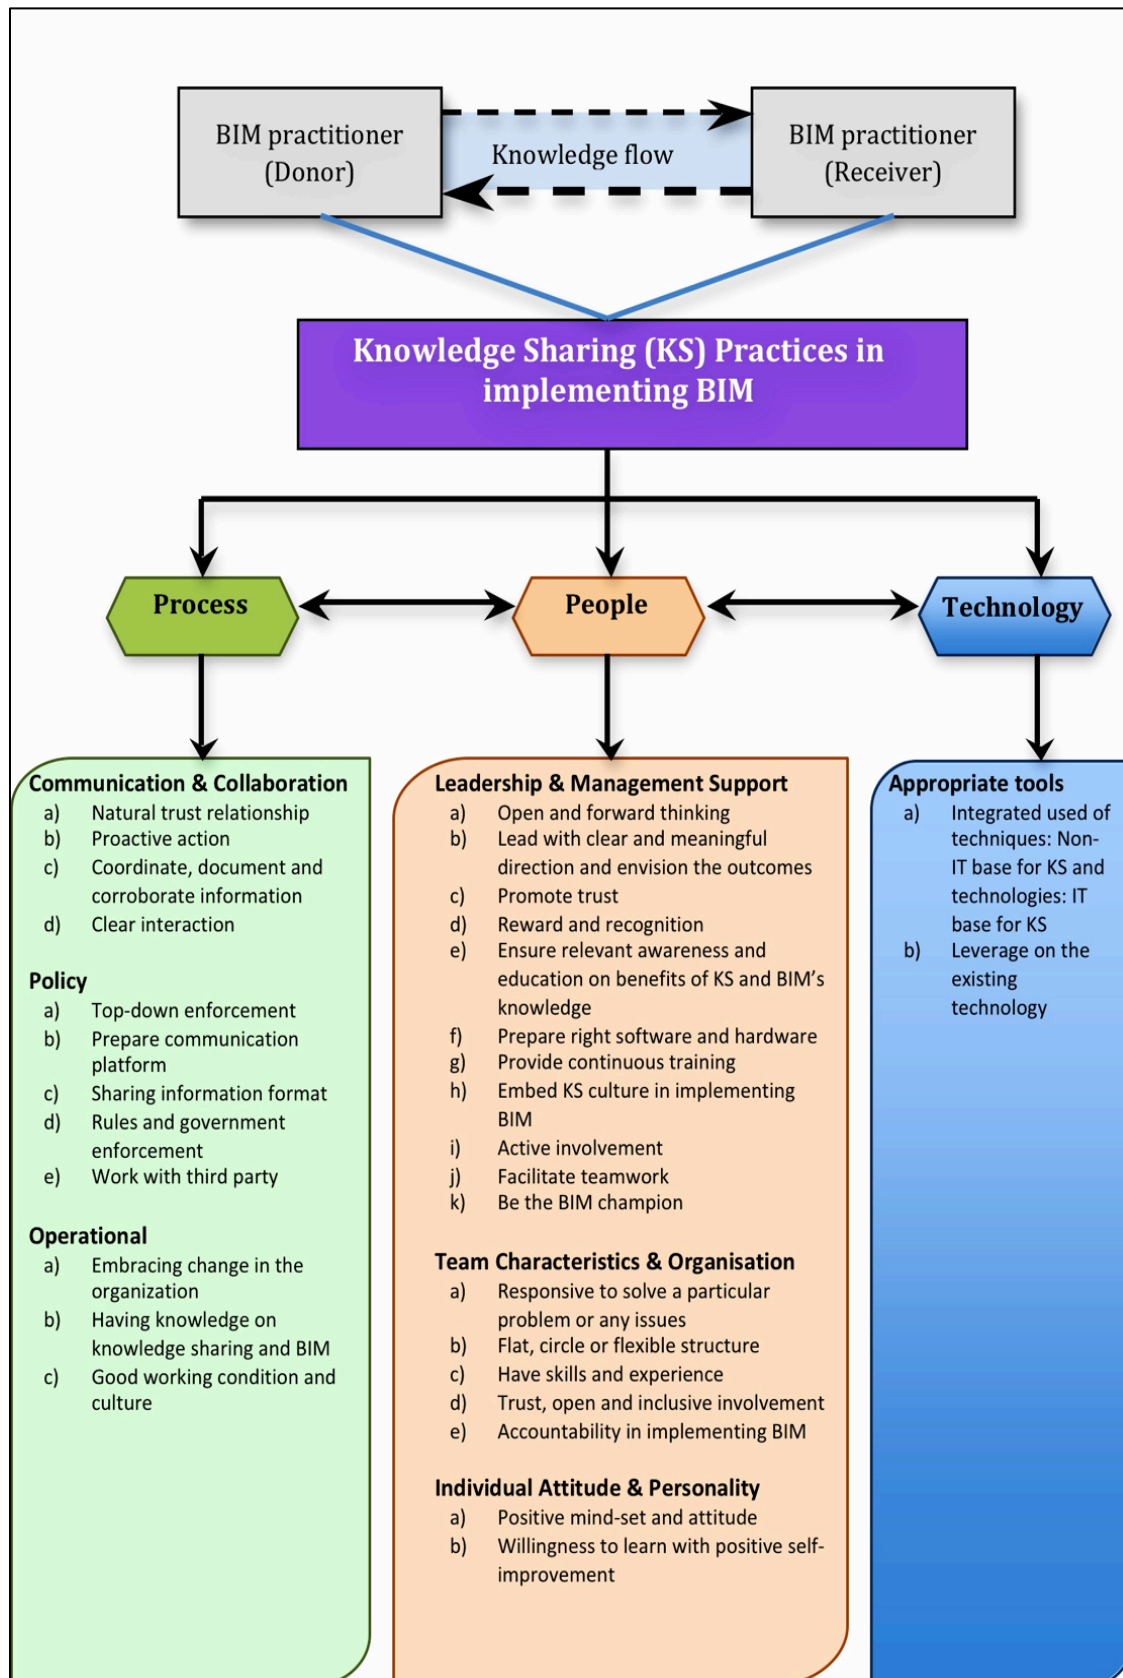 BIM practitioner
(Donor)
Knowledge flow
BIM practitioner
(Receiver)
Knowledge Sharing (KS) Practices in
implementing BIM
Process
People
Technology
Communication & Collaboration
a) Natural trust relationship
b) Proactive action
c) Coordinate, document and
corroborate information
d) Clear interaction
Policy
a) Top-down enforcement
b) Prepare communication
platform
c) Sharing information format
d) Rules and government
enforcement
e) Work with third party
Operational
a) Embracing change in the
organization
b) Having knowledge on
knowledge sharing and BIM
c) Good working condition and
culture
Leadership & Management Support
a) Open and forward thinking
b) Lead with clear and meaningful
direction and envision the outcomes
c) Promote trust
d) Reward and recognition
e) Ensure relevant awareness and
education on benefits of KS and BIM’s
knowledge
f) Prepare right software and hardware
g) Provide continuous training
h) Embed KS culture in implementing
BIM
i) Active involvement
j) Facilitate teamwork
k) Be the BIM champion
Team Characteristics & Organisation
a) Responsive to solve a particular
problem or any issues
b) Flat, circle or flexible structure
c) Have skills and experience
d) Trust, open and inclusive involvement
e) Accountability in implementing BIM
Individual Attitude & Personality
a) Positive mind-set and attitude
b) Willingness to learn with positive self-
improvement
Appropriate tools
a) Integrated used of
techniques: Non-
IT base for KS and
technologies: IT
base for KS
b) Leverage on the
existing
technology